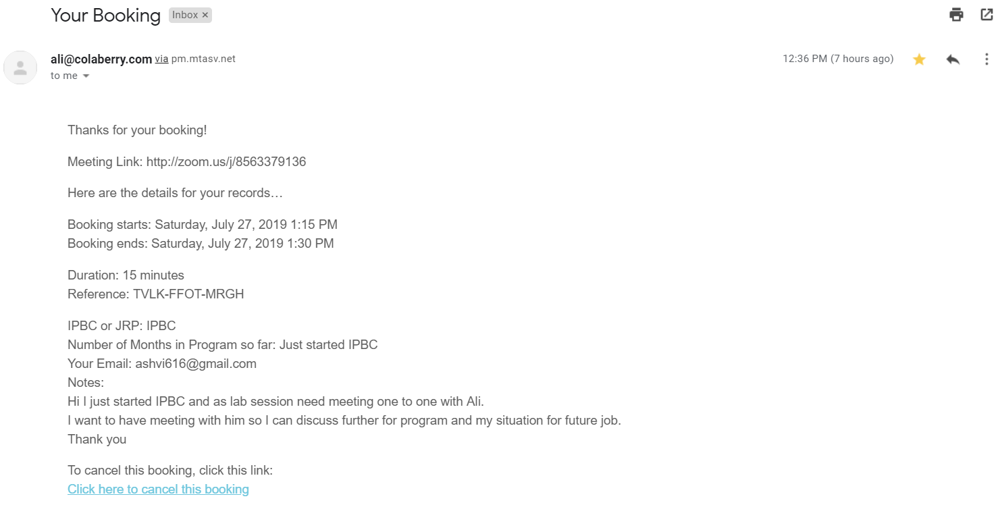 Your Booking Inbox ×
ali@colaberry.com via pm.mtasv.net 12:36 PM (7 hours ago)
to me
Thanks for your booking!
Meeting Link: http://zoom.us/j/8563379136
Here are the details for your records…
Booking starts: Saturday, July 27, 2019 1:15 PM
Booking ends: Saturday, July 27, 2019 1:30 PM
Duration: 15 minutes
Reference: TVLK-FFOT-MRGH
IPBC or JRP: IPBC
Number of Months in Program so far: Just started IPBC
Your Email: ashvi616@gmail.com
Notes:
Hi I just started IPBC and as lab session need meeting one to one with Ali.
I want to have meeting with him so I can discuss further for program and my situation for future job.
Thank you
To cancel this booking, click this link:
Click here to cancel this booking